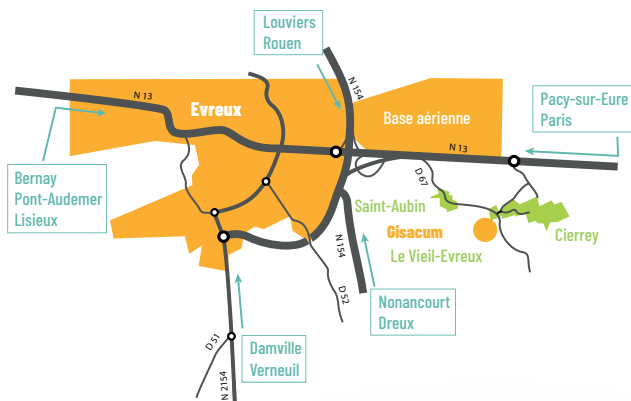 Louviers
Rouen
N 13
N 154
Evreux
Base aérienne
Pacy-sur-Eure
Paris
N 13
Bernay
Pont-Audemer
Lisieux
D 67
Saint-Aubin
Gisacum
Cierrey
Le Vieil-Evreux
N 154
D 52
Nonancourt
Dreux
D 51
Damville
Verneuil
N 2154